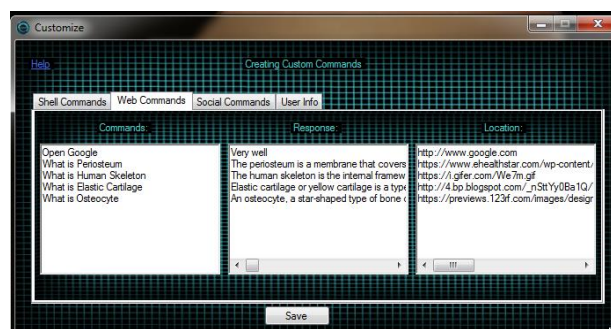 Customize
Help
Creating Custom Commands
Shell Commands Web Commands Social Commands User Info
Commands:
Open Google
What is Periosteum
What is Human Skeleton
What is Elastic Cartilage
What is Osteocyte
Response:
Very well
The periosteum is a membrane that covers
The human skeleton is the internal framew
Elastic cartilage or yellow cartilage is a type
An osteocyte, a star-shaped type of bone c
Location:
http://www.google.com
https://www.ehealthstar.com/wp-content/
https://i.gifer.com/We7m.gif
http://4.bp.blogspot.com/_nSttYy0Ba1Q/
https://previews.123rf.com/images/design
Save